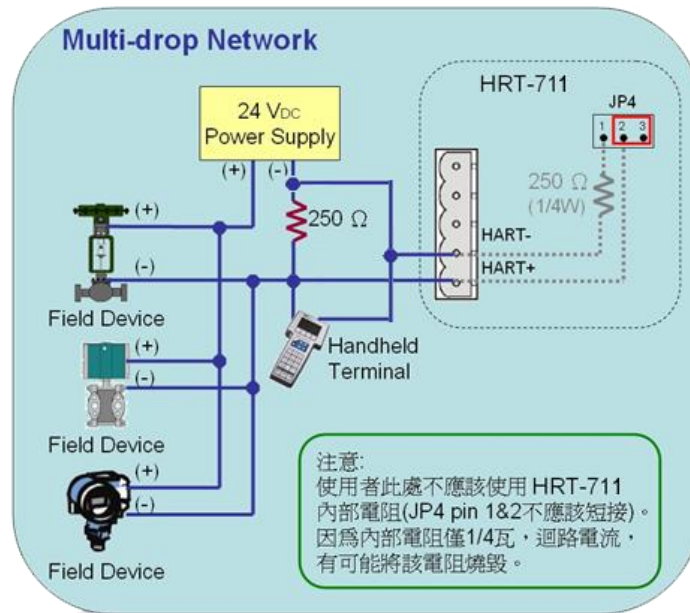 Multi-drop Network
HRT-711
JP4
1 2 3
24 VDC
Power Supply
(+) (-)
250 Ω
250 Ω
(1/4W)
HART-
HART+
(+)
(-)
Field Device
Handheld
Terminal
(+)
(-)
Field Device
(+)
(-)
Field Device
注意:
使用者此處不應該使用 HRT-711
內部電阻(JP4 pin 1&2不應該短接)。
因爲內部電阻僅1/4瓦，迴路電流，
有可能將該電阻燒毀。